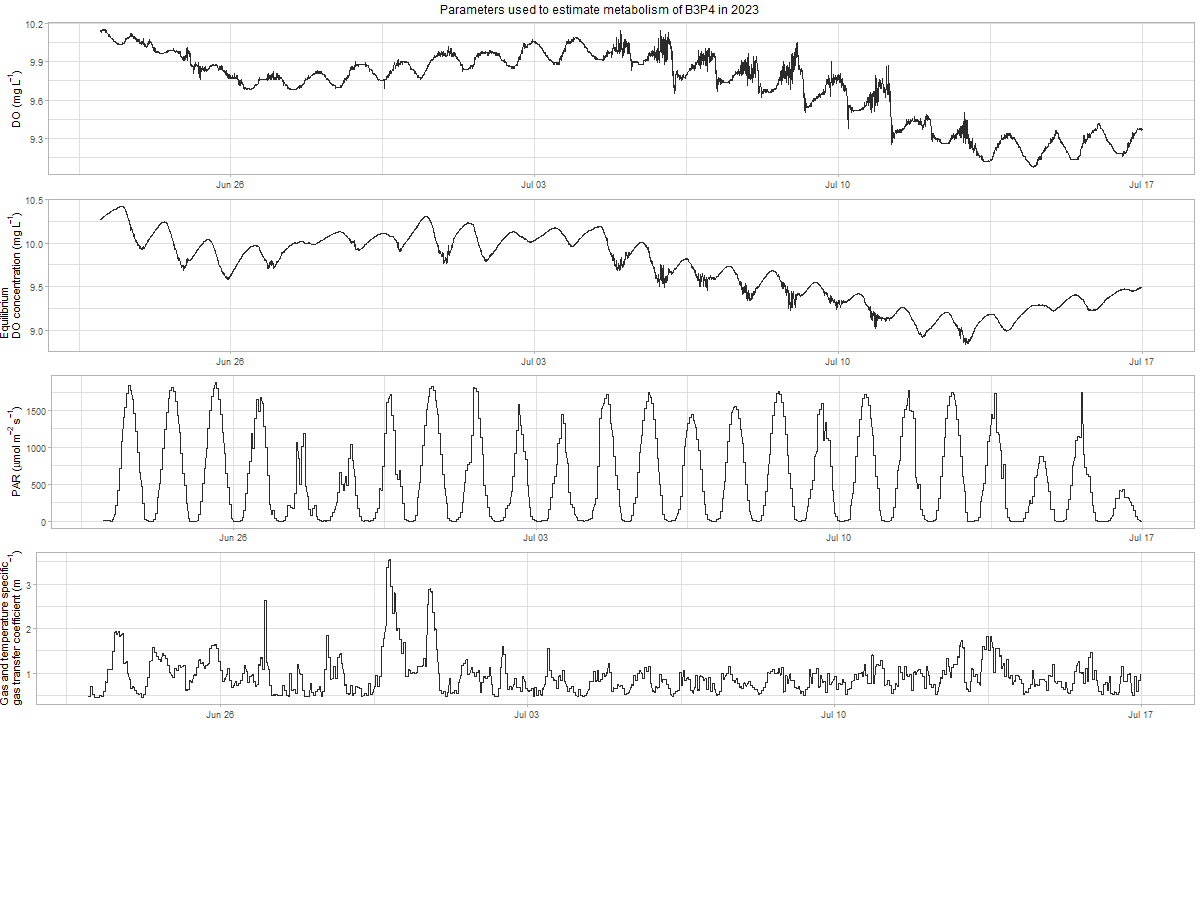 Parameters used to estimate metabolism of B3P4 in 2023
DO (mg L⁻¹)
10.2
9.9
9.6
9.3
Jun 26 Jul 03 Jul 10 Jul 17
Equilibrium
DO concentration (mg L⁻¹)
10.5
10.0
9.5
9.0
Jun 26 Jul 03 Jul 10 Jul 17
PAR (µmol m⁻² s⁻¹)
1500
1000
500
0
Jun 26 Jul 03 Jul 10 Jul 17
Gas and temperature specific
gas transfer coefficient (m⁻¹)
3
2
1
Jun 26 Jul 03 Jul 10 Jul 17